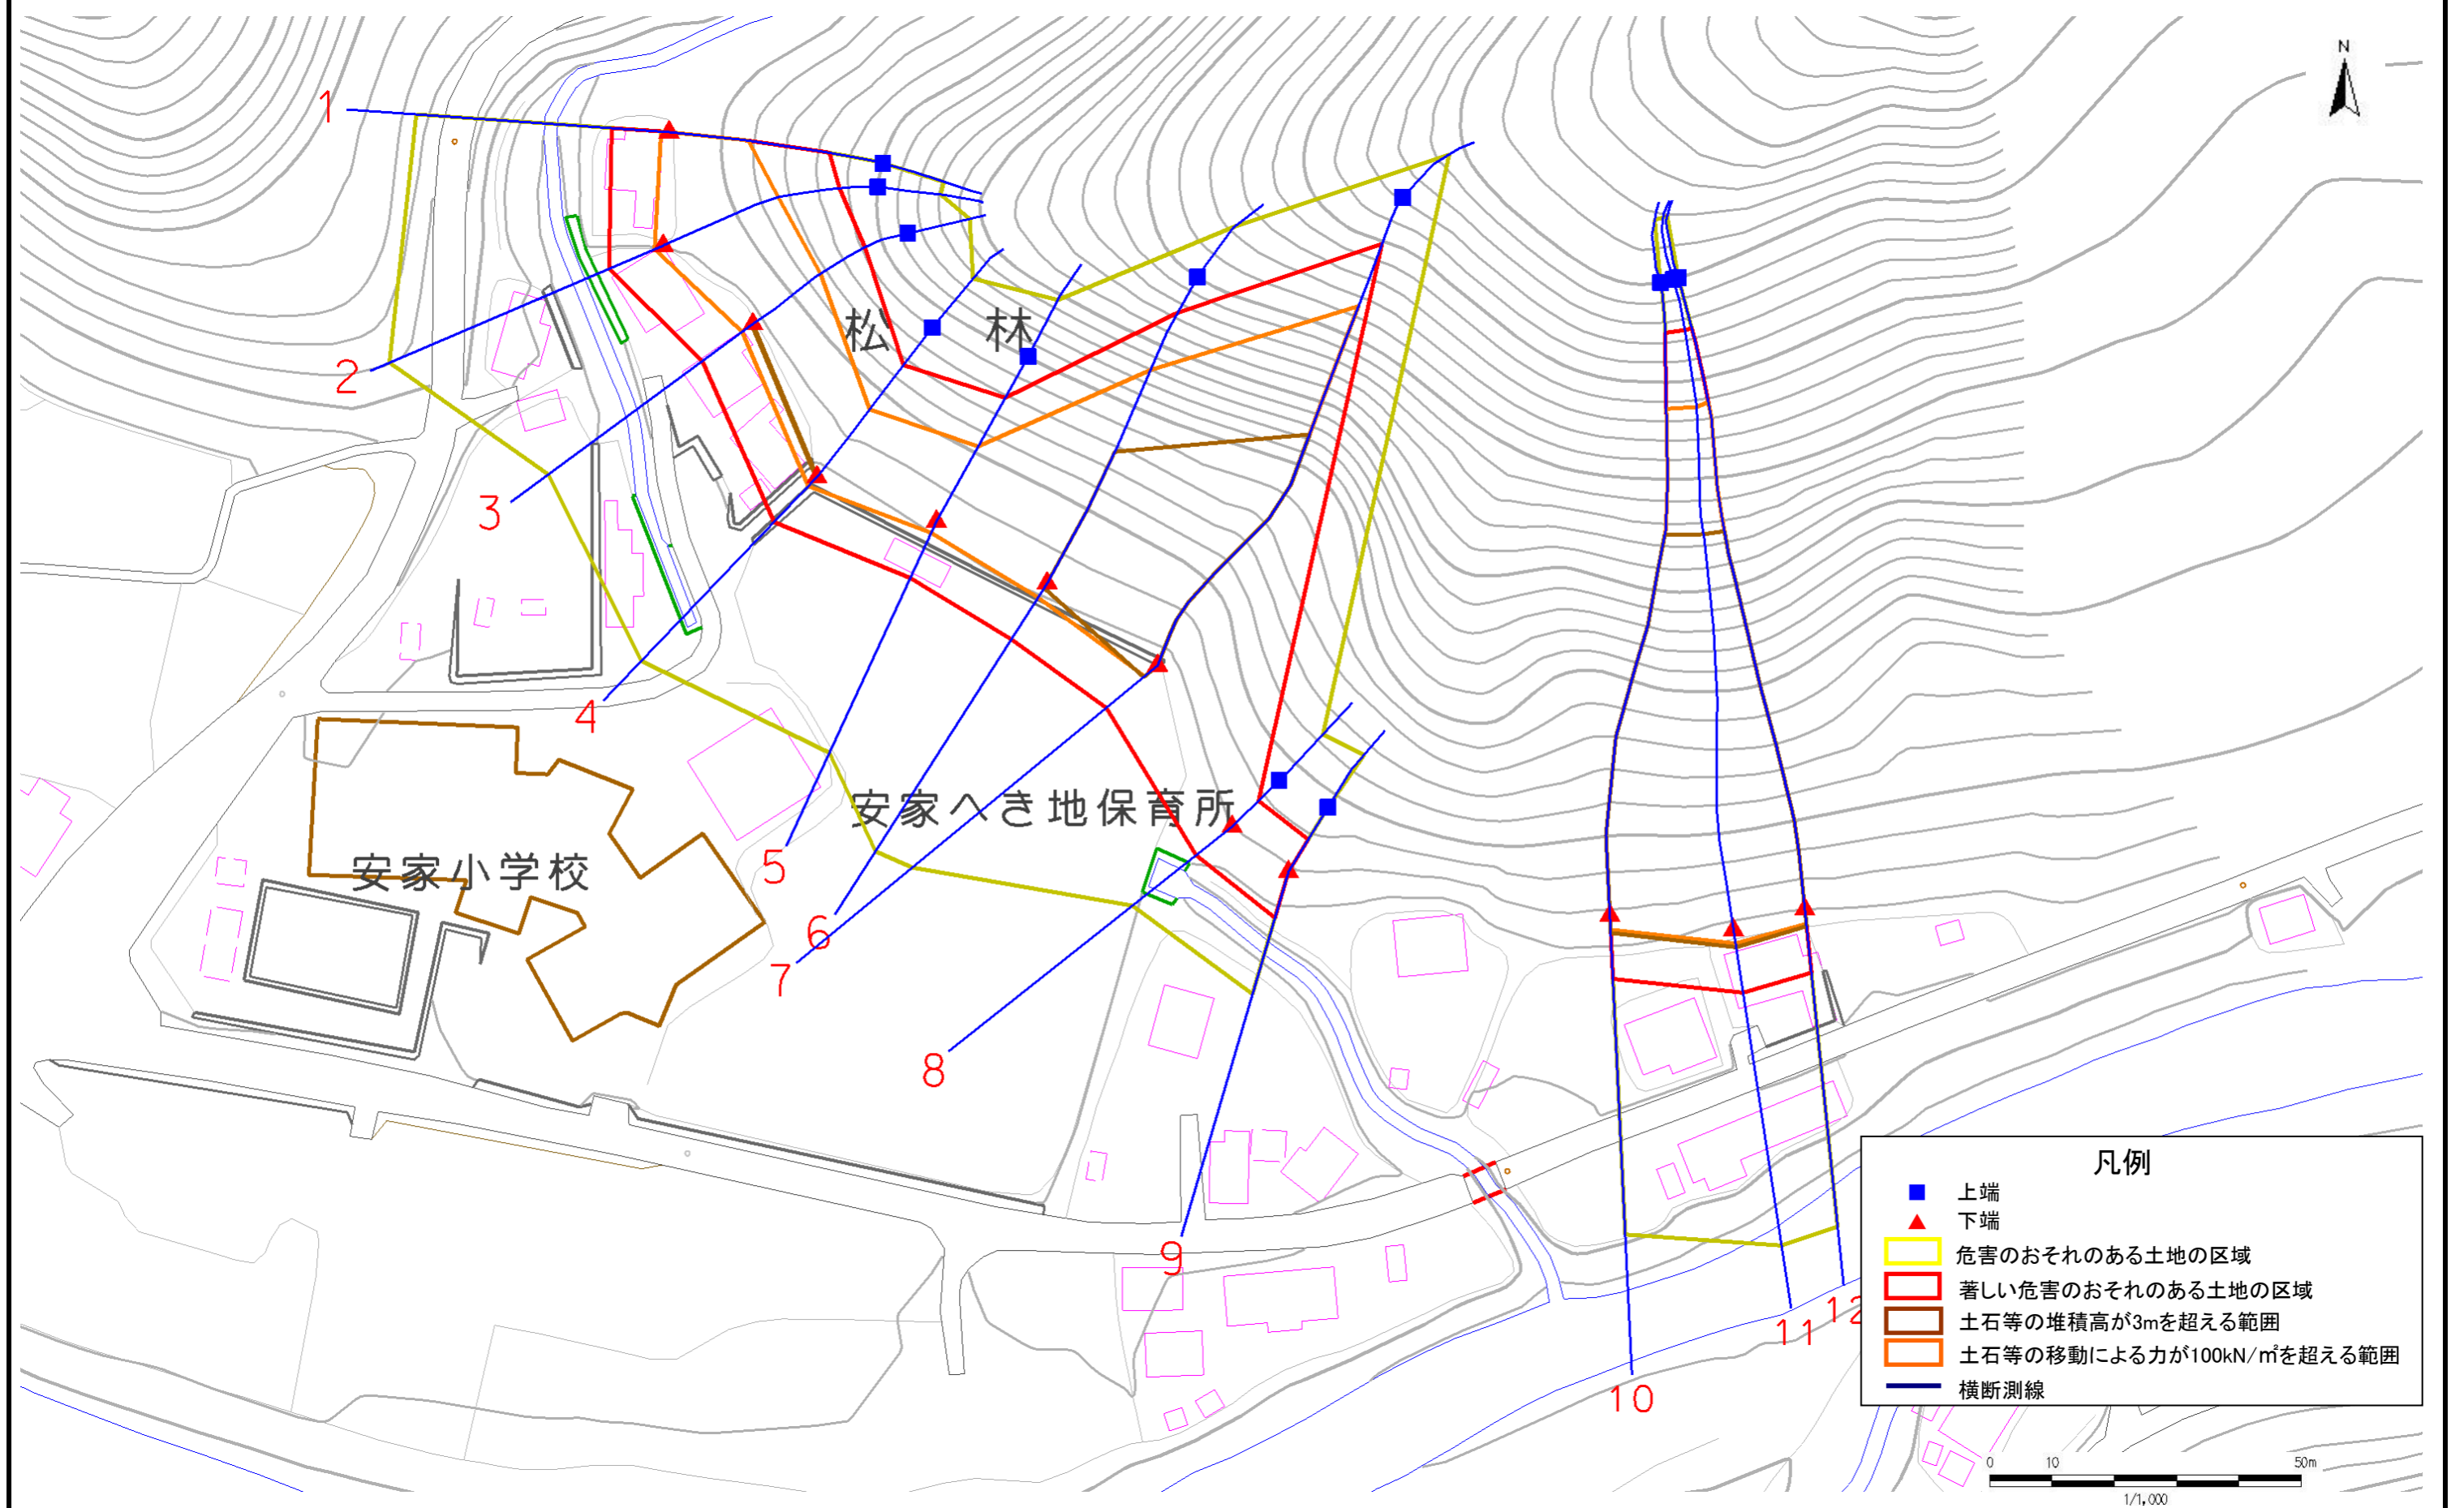 N
1
2
3
松 林
4
安家へき地保育所
安家小学校
5
6
7
8
9
10
11
12
凡例
上端
下端
危害のおそれのある土地の区域
著しい危害のおそれのある土地の区域
土石等の堆積高が3mを超える範囲
土石等の移動による力が100kN/㎡を超える範囲
横断測線
0 10 50m
1/1,000